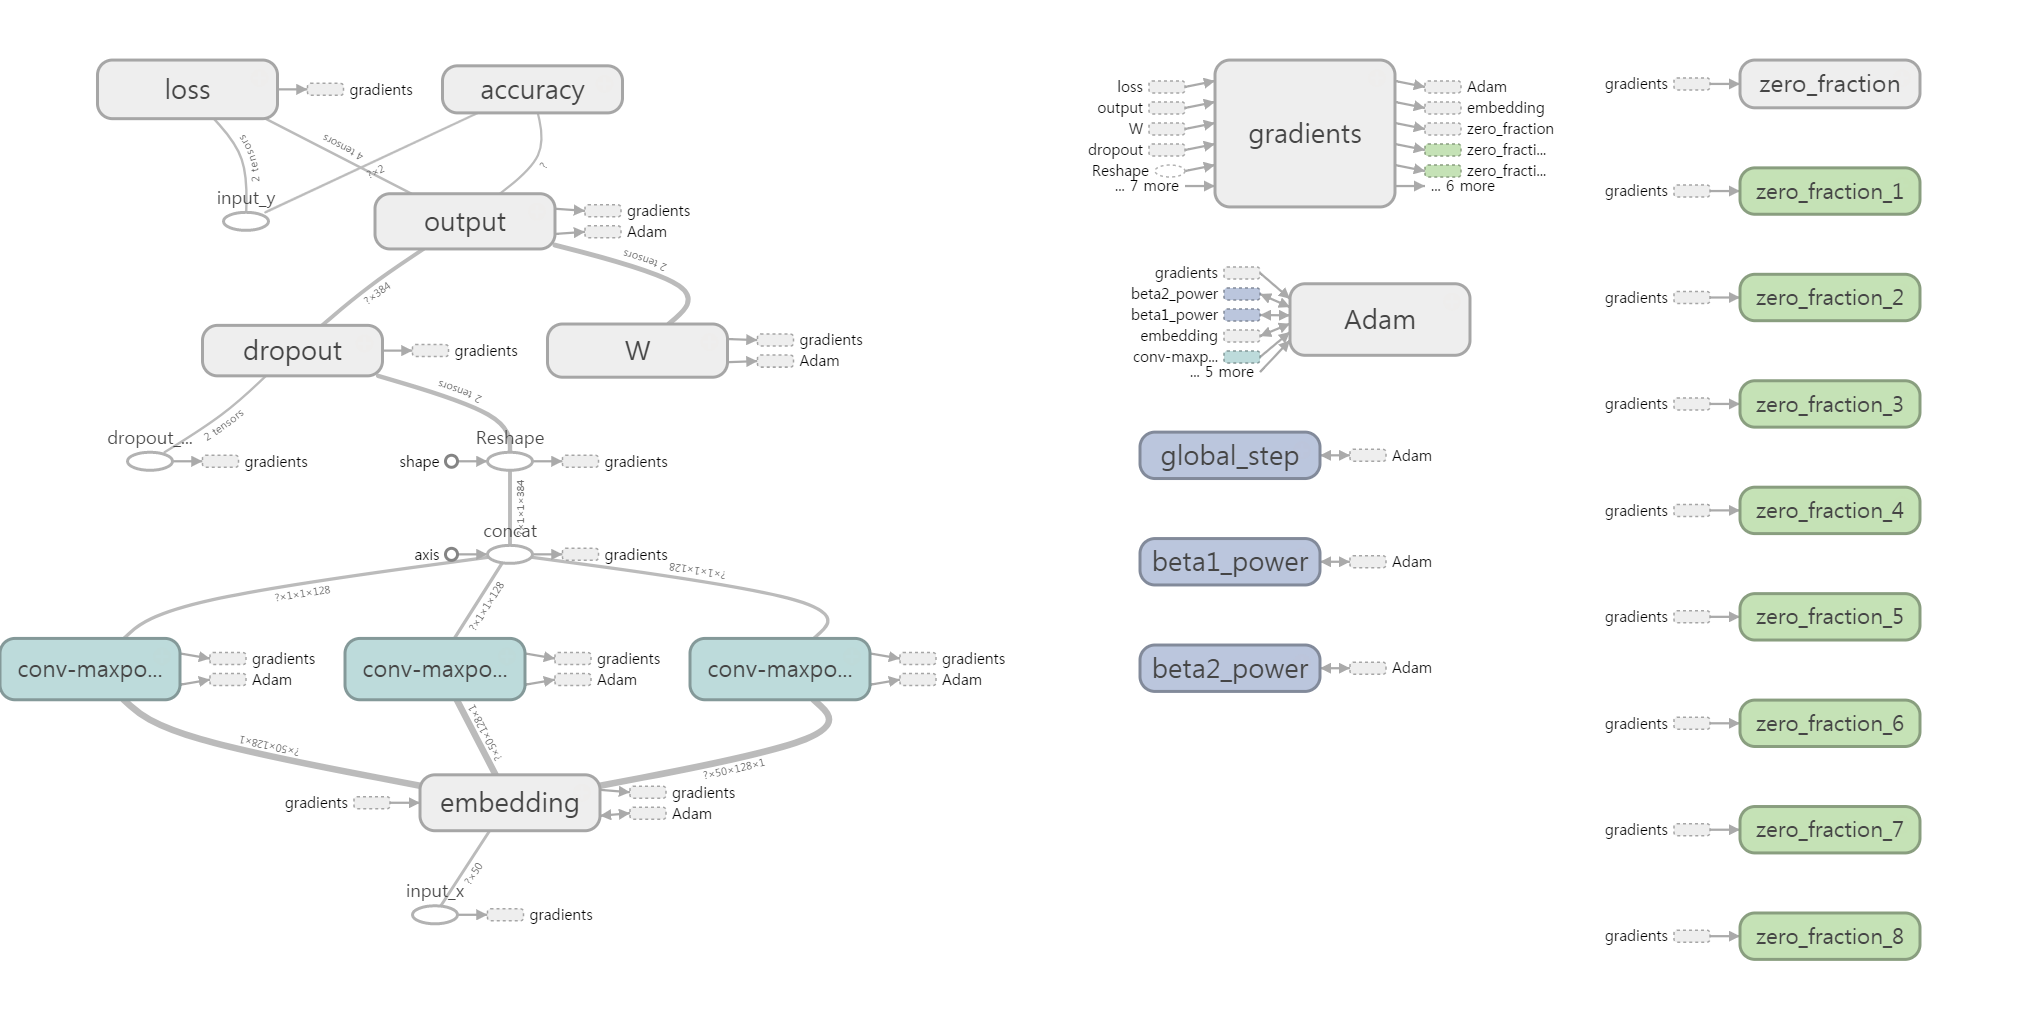 loss
gradients
accuracy
2 tensors
4 tensors
?×2
?
input_y
output
gradients
Adam
?×384
2 tensors
dropout
gradients
W
gradients
Adam
2 tensors
2 tensors
dropout_...
gradients
Reshape
shape
gradients
?×1×1×384
concat
axis
gradients
?×1×1×128
?×1×1×128
?×1×1×128
conv-maxpo...
gradients
Adam
conv-maxpo...
gradients
Adam
conv-maxpo...
gradients
Adam
?×50×128×1
?×50×128×1
?×50×128×1
gradients
embedding
gradients
Adam
?×50
input_x
gradients
loss
output
W
dropout
Reshape
... 7 more
gradients
Adam
embedding
zero_fraction
zero_fracti...
zero_fracti...
... 6 more
gradients
beta2_power
beta1_power
embedding
conv-maxp...
... 5 more
Adam
global_step
Adam
beta1_power
Adam
beta2_power
Adam
gradients
zero_fraction
gradients
zero_fraction_1
gradients
zero_fraction_2
gradients
zero_fraction_3
gradients
zero_fraction_4
gradients
zero_fraction_5
gradients
zero_fraction_6
gradients
zero_fraction_7
gradients
zero_fraction_8